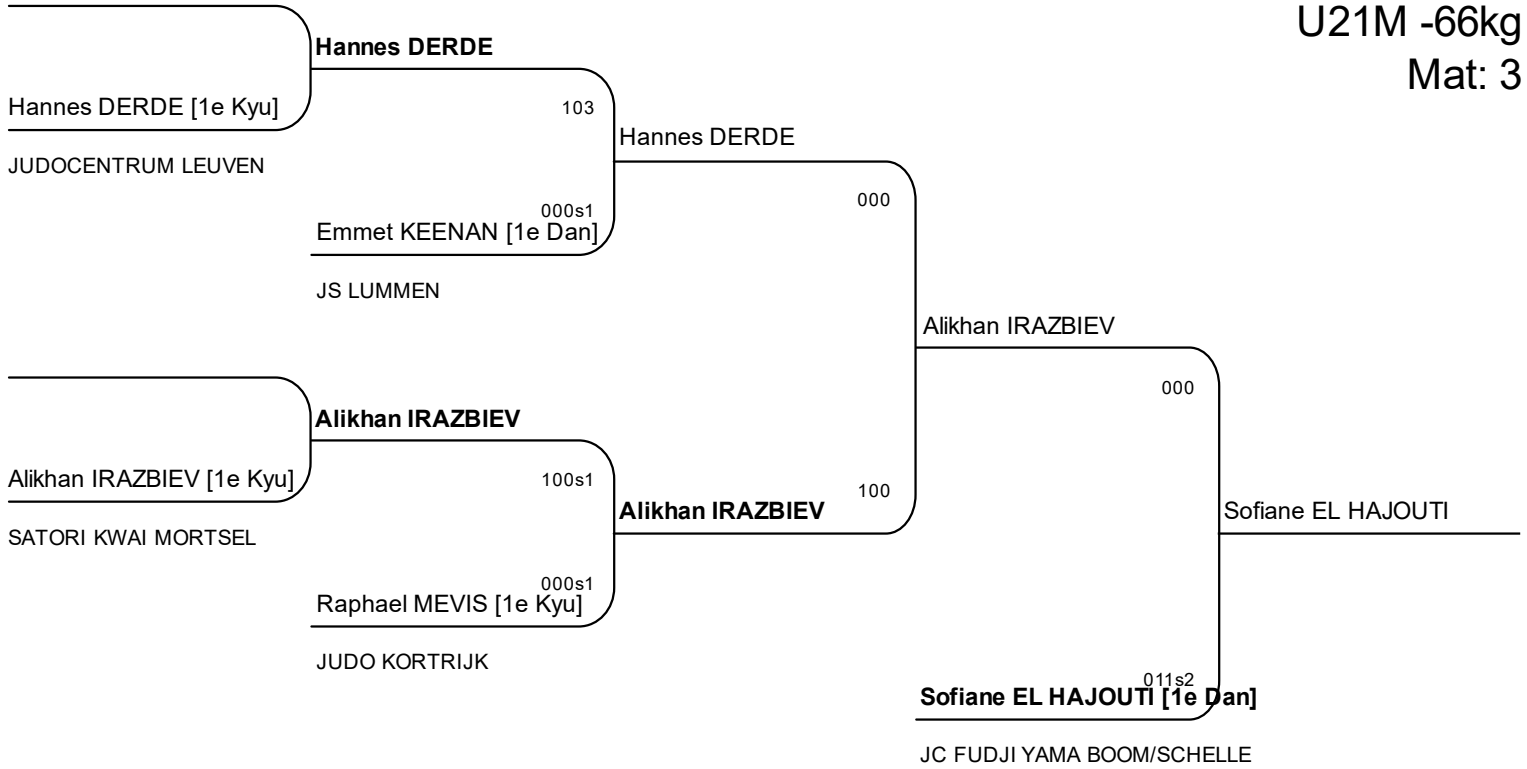 U21M -66kg
Mat: 3
Hannes DERDE
Hannes DERDE [1e Kyu]
103
Hannes DERDE
JUDOCENTRUM LEUVEN
000
000s1
Emmet KEENAN [1e Dan]
JS LUMMEN
Alikhan IRAZBIEV
000
Alikhan IRAZBIEV
Alikhan IRAZBIEV [1e Kyu]
100s1
100
Alikhan IRAZBIEV
Sofiane EL HAJOUTI
SATORI KWAI MORTSEL
000s1
Raphael MEVIS [1e Kyu]
JUDO KORTRIJK
011s2
Sofiane EL HAJOUTI [1e Dan]
JC FUDJI YAMA BOOM/SCHELLE